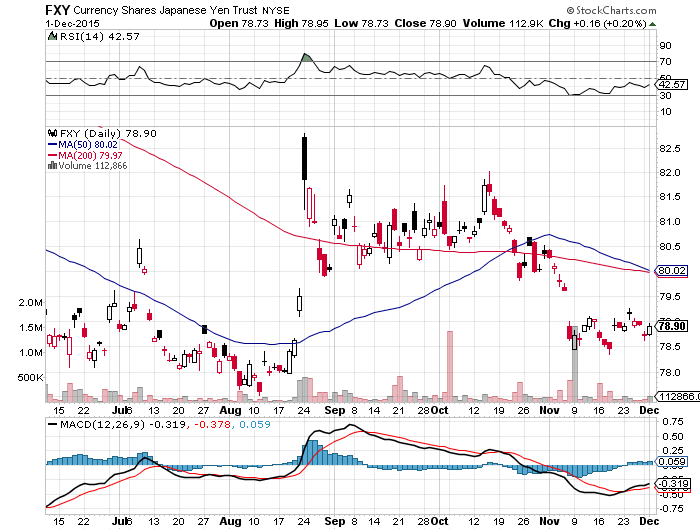 FXY Currency Shares Japanese Yen Trust NYSE © StockCharts.com
1-Dec-2015 Open 78.73 High 78.95 Low 78.73 Close 78.90 Volume 112.9K Chg +0.16 (+0.20%)
RSI(14) 42.57
90
70
50
42.57
30
10
FXY (Daily) 78.90
MA(50) 80.02
MA(200) 79.97
Volume 112,866
82.5
82.0
81.5
81.0
80.5
80.02
79.5
79.0
78.90
78.5
78.0
112866.0
2.0M
1.5M
1.0M
500K
15 22 Jul 6 13 20 27 Aug 10 17 24 Sep 8 14 21 28 Oct 12 19 26 Nov 9 16 23 Dec
MACD(12,26,9) -0.319, -0.378, 0.059
0.75
0.50
0.25
0.059
-0.319
-0.50
-0.75
15 22 Jul 6 13 20 27 Aug 10 17 24 Sep 8 14 21 28 Oct 12 19 26 Nov 9 16 23 Dec